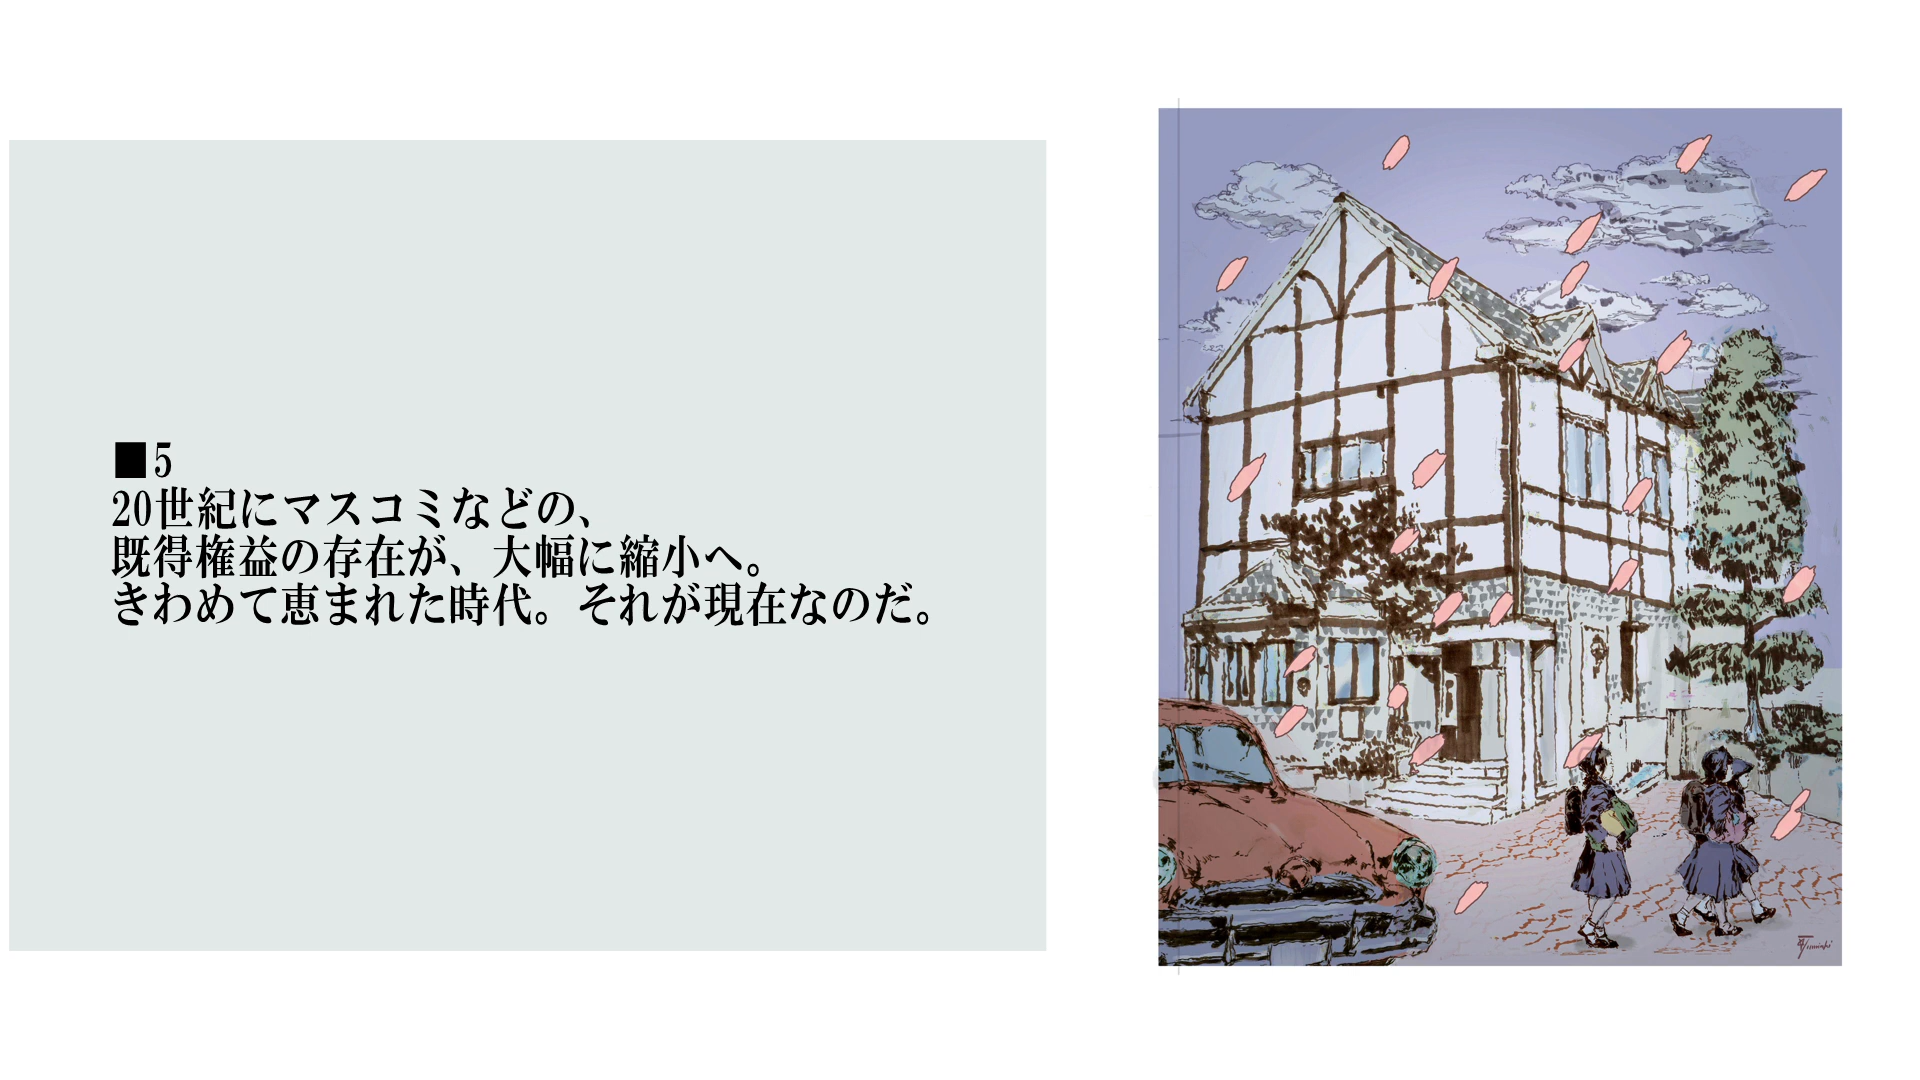 ■5
20世紀にマスコミなどの、
既得権益の存在が、大幅に縮小へ。
きわめて恵まれた時代。それが現在なのだ。